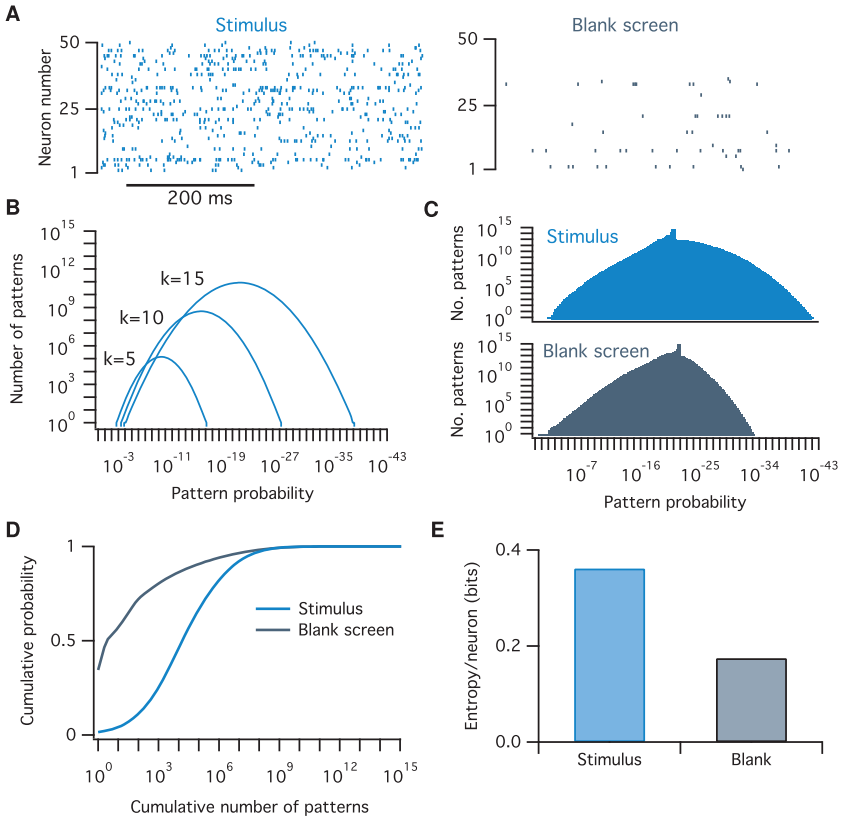 A
Stimulus
Blank screen
Neuron number
50
25
1
50
25
1
200 ms
B
Number of patterns
10^15
10^12
10^9
10^6
10^3
10^0
k=15
k=10
k=5
10^-3 10^-11 10^-19 10^-27 10^-35 10^-43
Pattern probability
C
No. patterns
10^15
10^10
10^5
10^0
Stimulus
No. patterns
10^15
10^10
10^5
10^0
Blank screen
10^-7 10^-16 10^-25 10^-34 10^-43
Pattern probability
D
Cumulative probability
1
0.5
0
Stimulus
Blank screen
10^0 10^3 10^6 10^9 10^12 10^15
Cumulative number of patterns
E
Entropy/neuron (bits)
0.4
0.2
0.0
Stimulus Blank